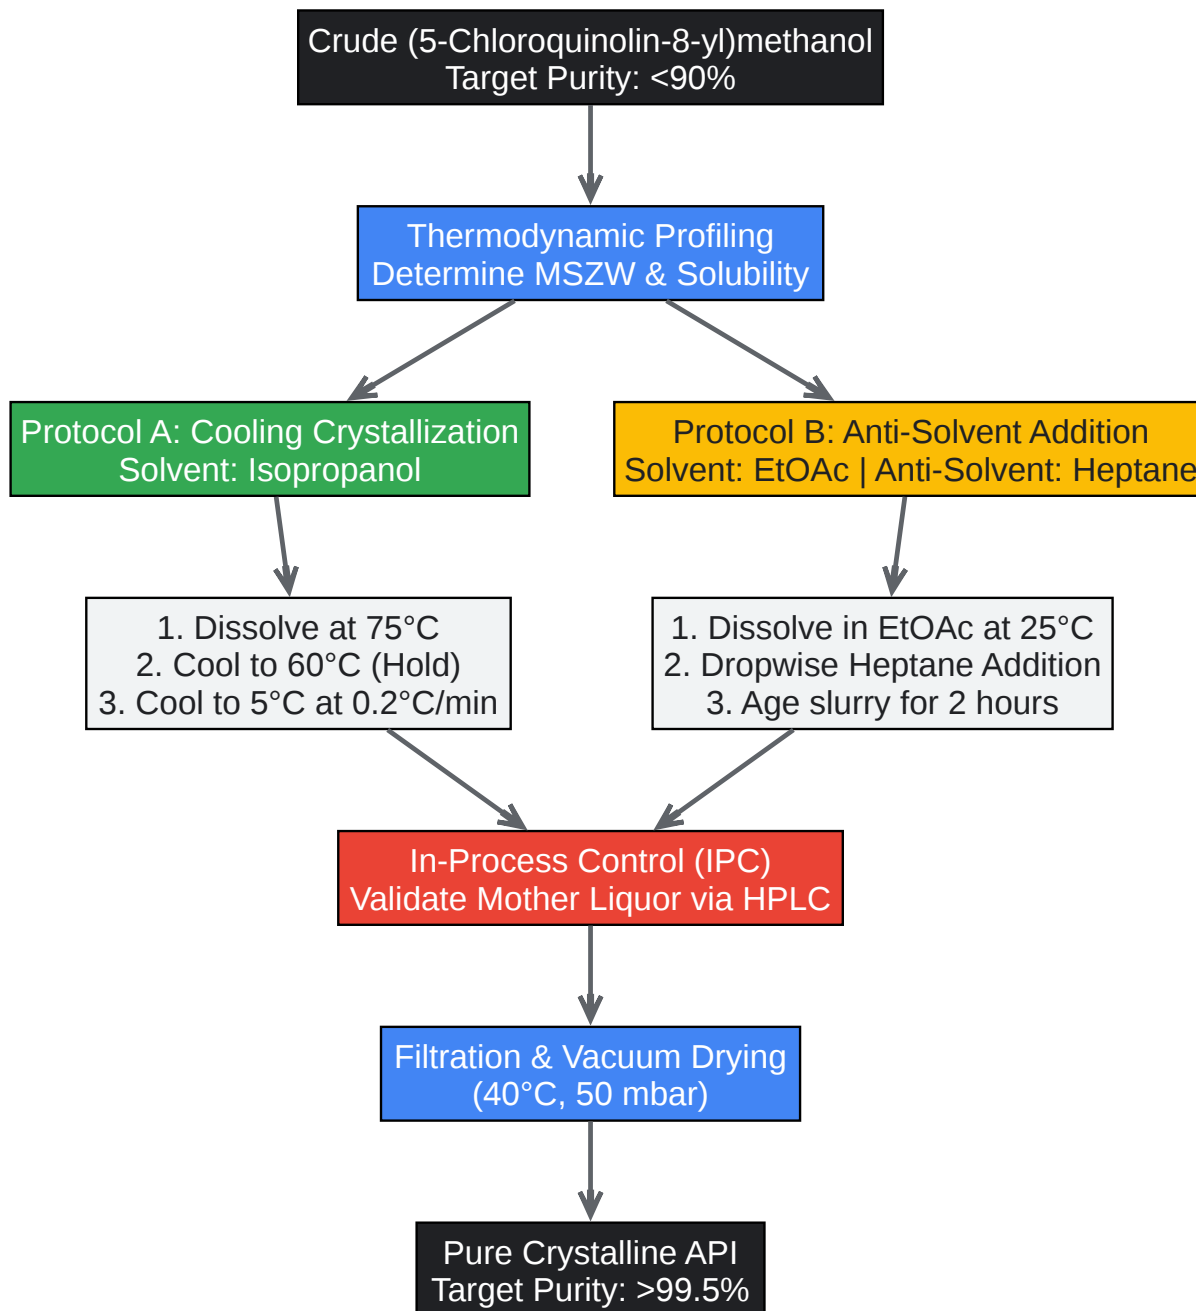 Crude (5-Chloroquinolin-8-yl)methanol
Target Purity: <90%
Thermodynamic Profiling
Determine MSZW & Solubility
Protocol A: Cooling Crystallization
Solvent: Isopropanol
Protocol B: Anti-Solvent Addition
Solvent: EtOAc | Anti-Solvent: Heptane
1. Dissolve at 75°C
2. Cool to 60°C (Hold)
3. Cool to 5°C at 0.2°C/min
1. Dissolve in EtOAc at 25°C
2. Dropwise Heptane Addition
3. Age slurry for 2 hours
In-Process Control (IPC)
Validate Mother Liquor via HPLC
Filtration & Vacuum Drying
(40°C, 50 mbar)
Pure Crystalline API
Target Purity: >99.5%